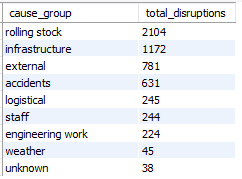 cause_group total_disruptions
rolling stock 2104
infrastructure 1172
external 781
accidents 631
logistical 245
staff 244
engineering work 224
weather 45
unknown 38